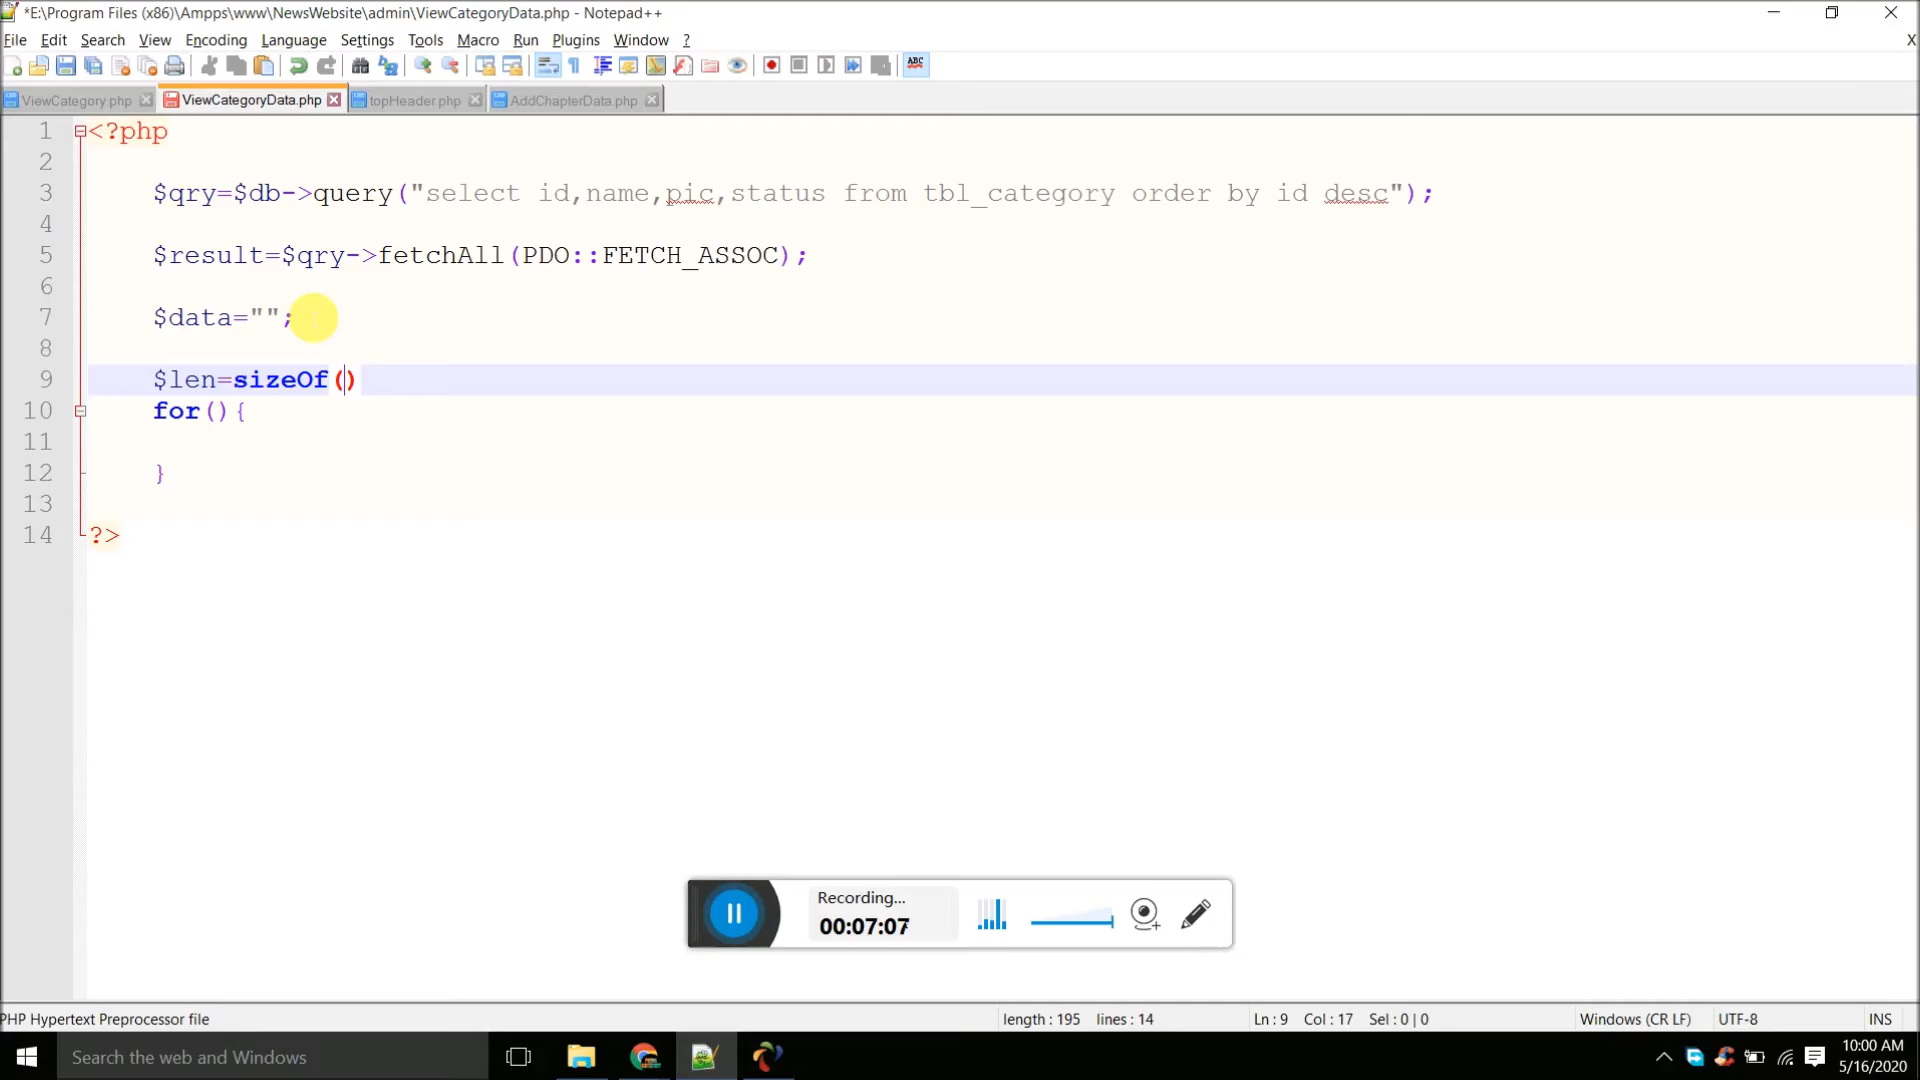 *E:\Program Files (x86)\Ampps\www\NewsWebsite\admin\ViewCategoryData.php - Notepad++
File Edit Search View Encoding Language Settings Tools Macro Run Plugins Window ? X
ABC
ViewCategory.php ViewCategoryData.php topHeader.php AddChapterData.php
1 <?php
2
3 $qry=$db->query("select id,name,pic,status from tbl_category order by id desc");
4
5 $result=$qry->fetchAll(PDO::FETCH_ASSOC);
6
7 $data="";
8
9 $len=sizeOf()
10 for(){
11
12 }
13
14 ?>
Recording...
00:07:07
PHP Hypertext Preprocessor file length : 195 lines : 14 Ln : 9 Col : 17 Sel : 0 | 0 Windows (CR LF) UTF-8 INS
Search the web and Windows
10:00 AM
5/16/2020